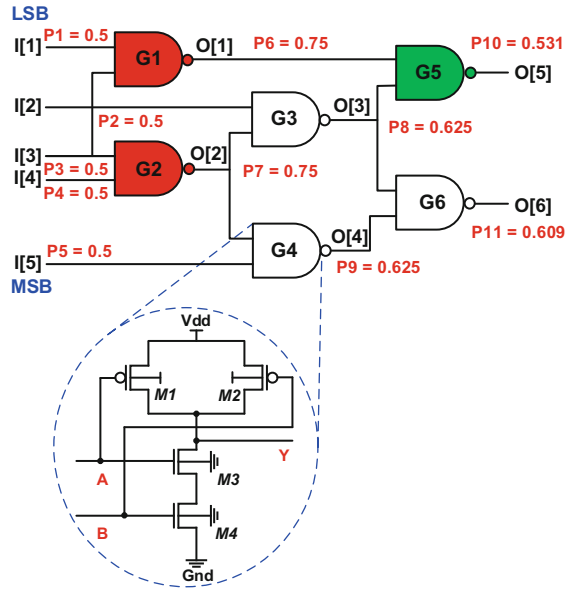 LSB
I[1] P1 = 0.5 G1 O[1] P6 = 0.75 G5 P10 = 0.531 O[5]
I[2] P2 = 0.5 G3 O[3] P8 = 0.625
I[3] P3 = 0.5 G2 O[2] P7 = 0.75
I[4] P4 = 0.5 G6 O[6] P11 = 0.609
I[5] P5 = 0.5 G4 O[4] P9 = 0.625
MSB
Vdd
M1 M2
A M3 Y
B M4
Gnd